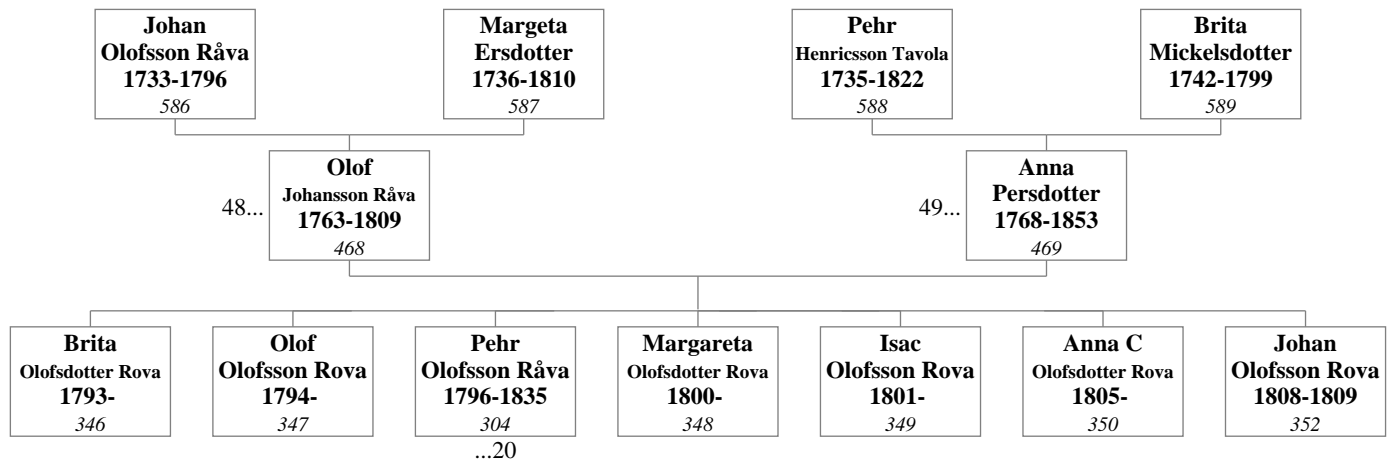 Johan
Olofsson Råva
1733-1796
586
Margeta
Ersdotter
1736-1810
587
Pehr
Henricsson Tavola
1735-1822
588
Brita
Mickelsdotter
1742-1799
589
48...
Olof
Johansson Råva
1763-1809
468
49...
Anna
Persdotter
1768-1853
469
Brita
Olofsdotter Rova
1793-
346
Olof
Olofsson Rova
1794-
347
Pehr
Olofsson Råva
1796-1835
304
...20
Margareta
Olofsdotter Rova
1800-
348
Isac
Olofsson Rova
1801-
349
Anna C
Olofsdotter Rova
1805-
350
Johan
Olofsson Rova
1808-1809
352